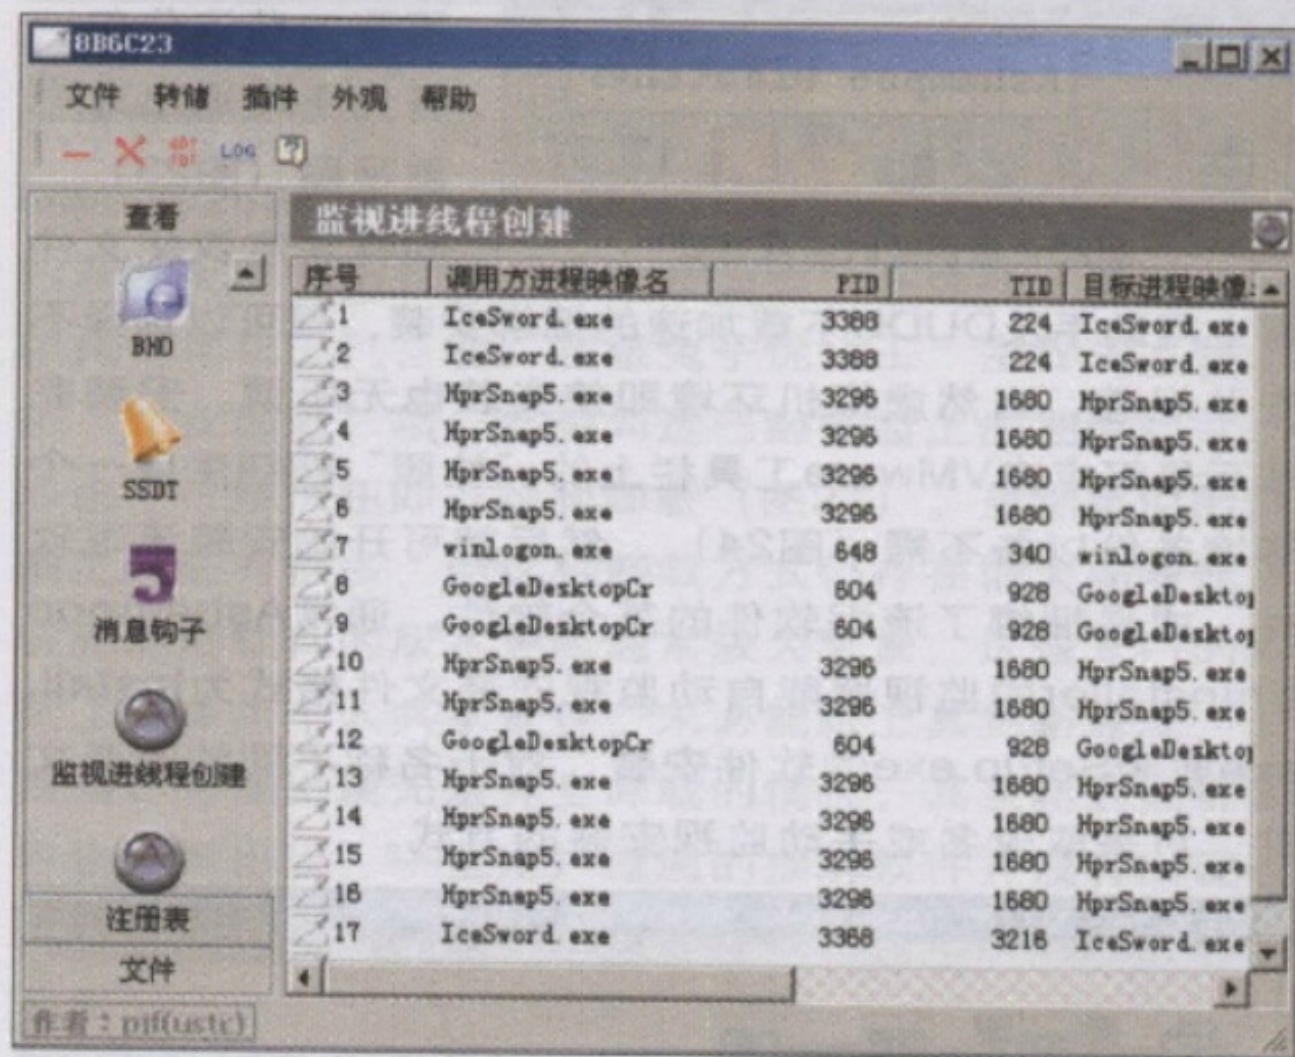 8B6C23
文件 转储 插件 外观 帮助
LOG
查看
监视进线程创建
BHO
SSDT
消息钩子
监视进线程创建
注册表
文件
作者：pjf(ustc)
序号 调用方进程映像名 PID TID 目标进程映像
1 IceSword.exe 3388 224 IceSword.exe
2 IceSword.exe 3388 224 IceSword.exe
3 HprSnap5.exe 3296 1680 HprSnap5.exe
4 HprSnap5.exe 3296 1680 HprSnap5.exe
5 HprSnap5.exe 3296 1680 HprSnap5.exe
6 HprSnap5.exe 3296 1680 HprSnap5.exe
7 winlogon.exe 648 340 winlogon.exe
8 GoogleDesktopCr 604 928 GoogleDesktop
9 GoogleDesktopCr 604 928 GoogleDesktop
10 HprSnap5.exe 3296 1680 HprSnap5.exe
11 HprSnap5.exe 3296 1680 HprSnap5.exe
12 GoogleDesktopCr 604 928 GoogleDesktop
13 HprSnap5.exe 3296 1680 HprSnap5.exe
14 HprSnap5.exe 3296 1680 HprSnap5.exe
15 HprSnap5.exe 3296 1680 HprSnap5.exe
16 HprSnap5.exe 3296 1680 HprSnap5.exe
17 IceSword.exe 3368 3216 IceSword.exe